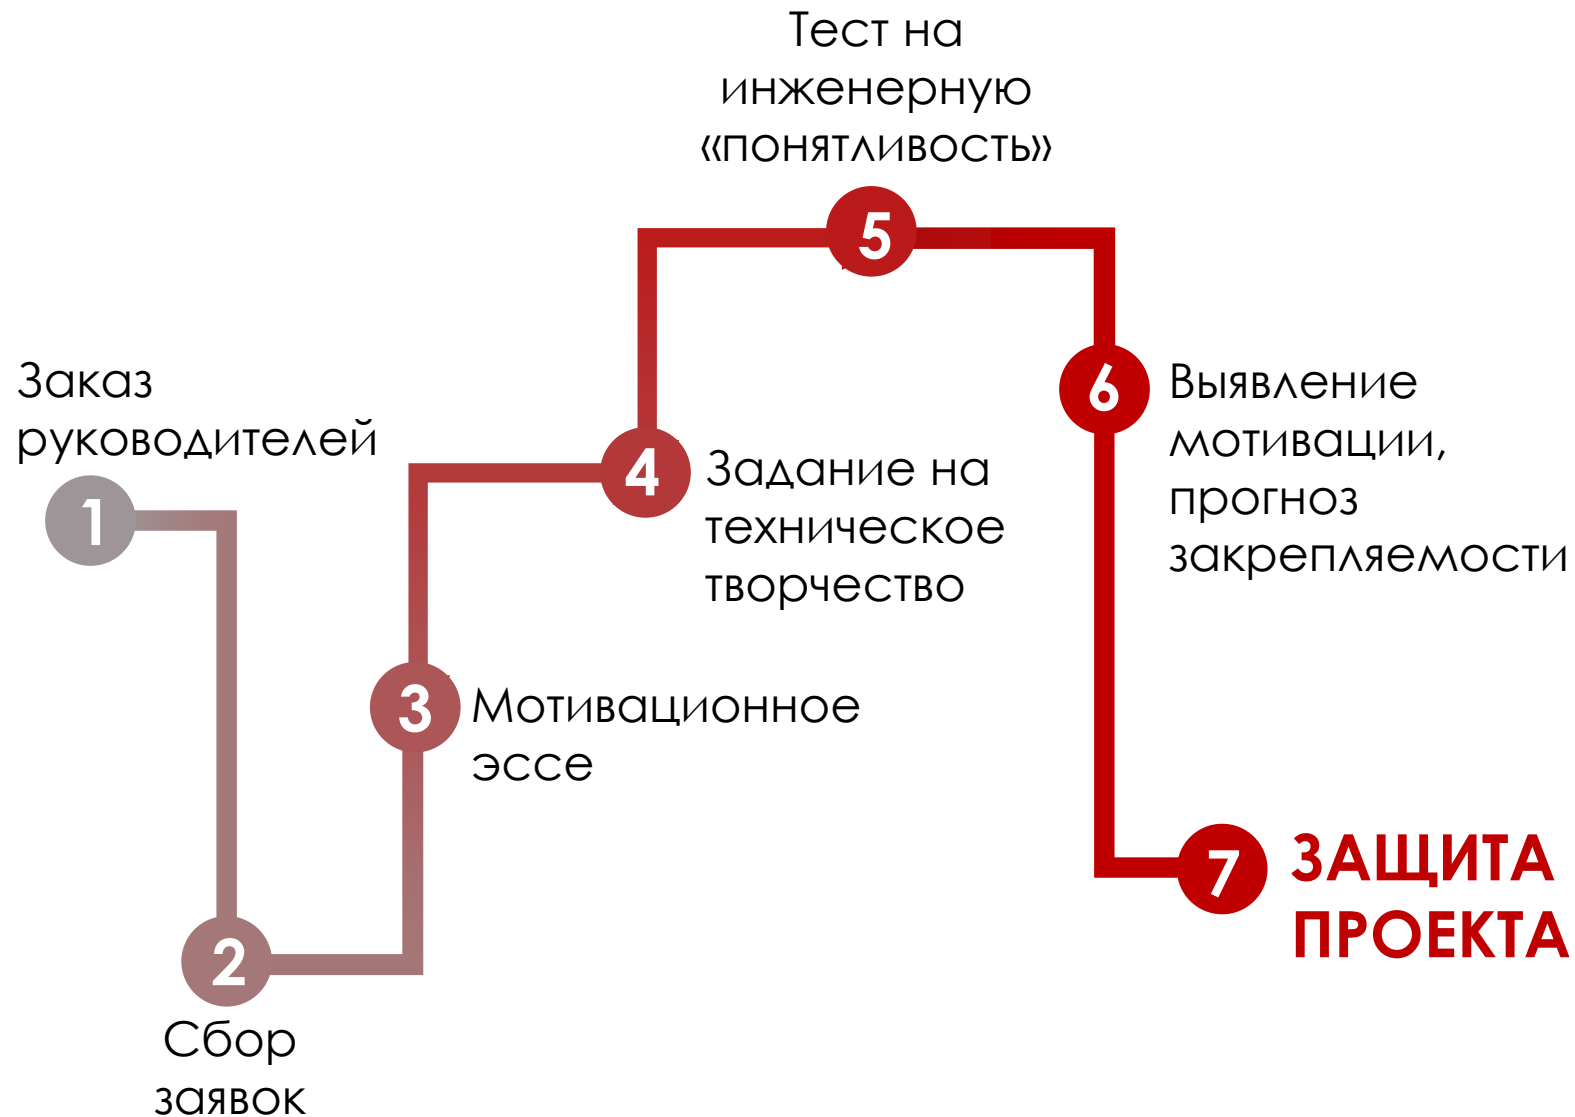 1
Заказ
руководителей
2
Сбор
заявок
3
Мотивационное
эссе
4
Задание на
техническое
творчество
5
Тест на
инженерную
«понятливость»
6
Выявление
мотивации,
прогноз
закрепляемости
7
ЗАЩИТА
ПРОЕКТА